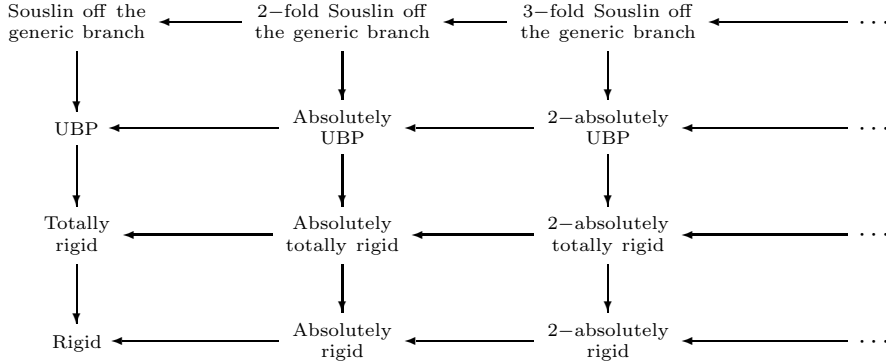 Souslin off the
generic branch
2−fold Souslin off
the generic branch
3−fold Souslin off
the generic branch
...
UBP
Absolutely
UBP
2−absolutely
UBP
...
Totally
rigid
Absolutely
totally rigid
2−absolutely
totally rigid
...
Rigid
Absolutely
rigid
2−absolutely
rigid
...